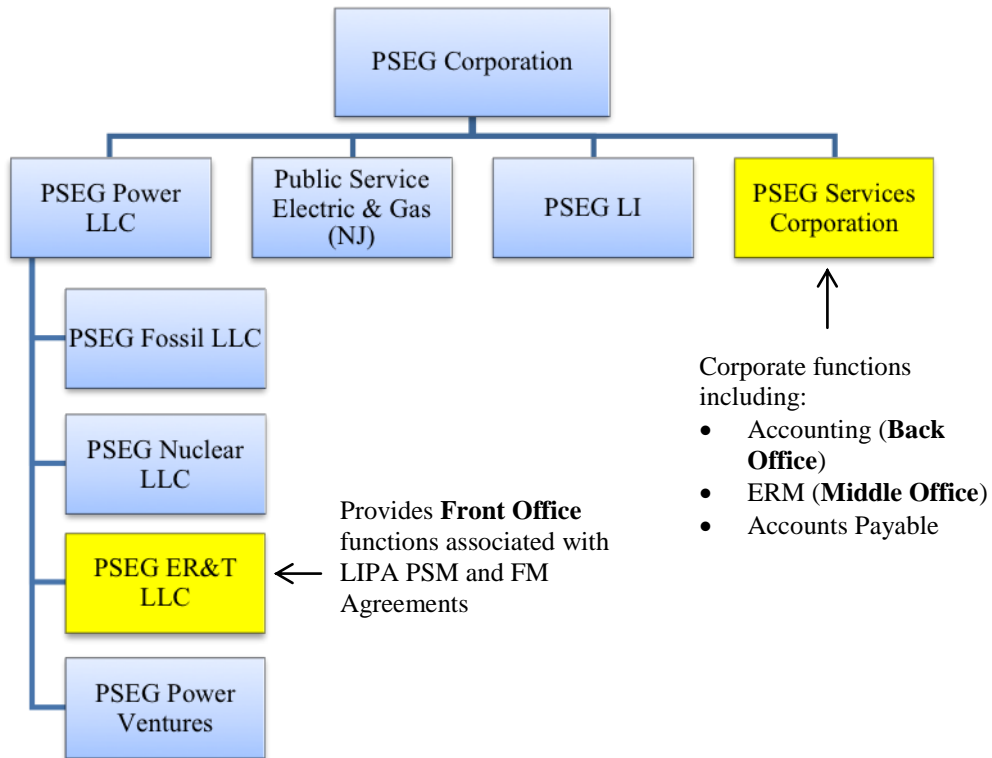 PSEG Corporation
PSEG Power
LLC
Public Service
Electric & Gas
(NJ)
PSEG LI
PSEG Services
Corporation
PSEG Fossil LLC
PSEG Nuclear
LLC
PSEG ER&T
LLC
PSEG Power
Ventures
Provides Front Office
functions associated with
LIPA PSM and FM
Agreements
Corporate functions
including:
• Accounting (Back
Office)
• ERM (Middle Office)
• Accounts Payable